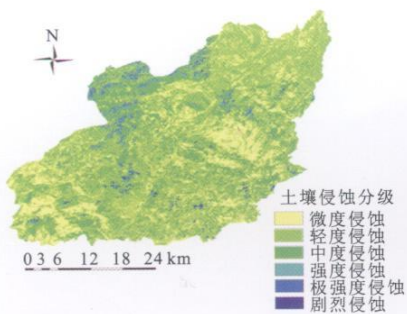 N
土壤侵蚀分级
微度侵蚀
轻度侵蚀
中度侵蚀
强度侵蚀
极强度侵蚀
剧烈侵蚀
0 3 6 12 18 24 km